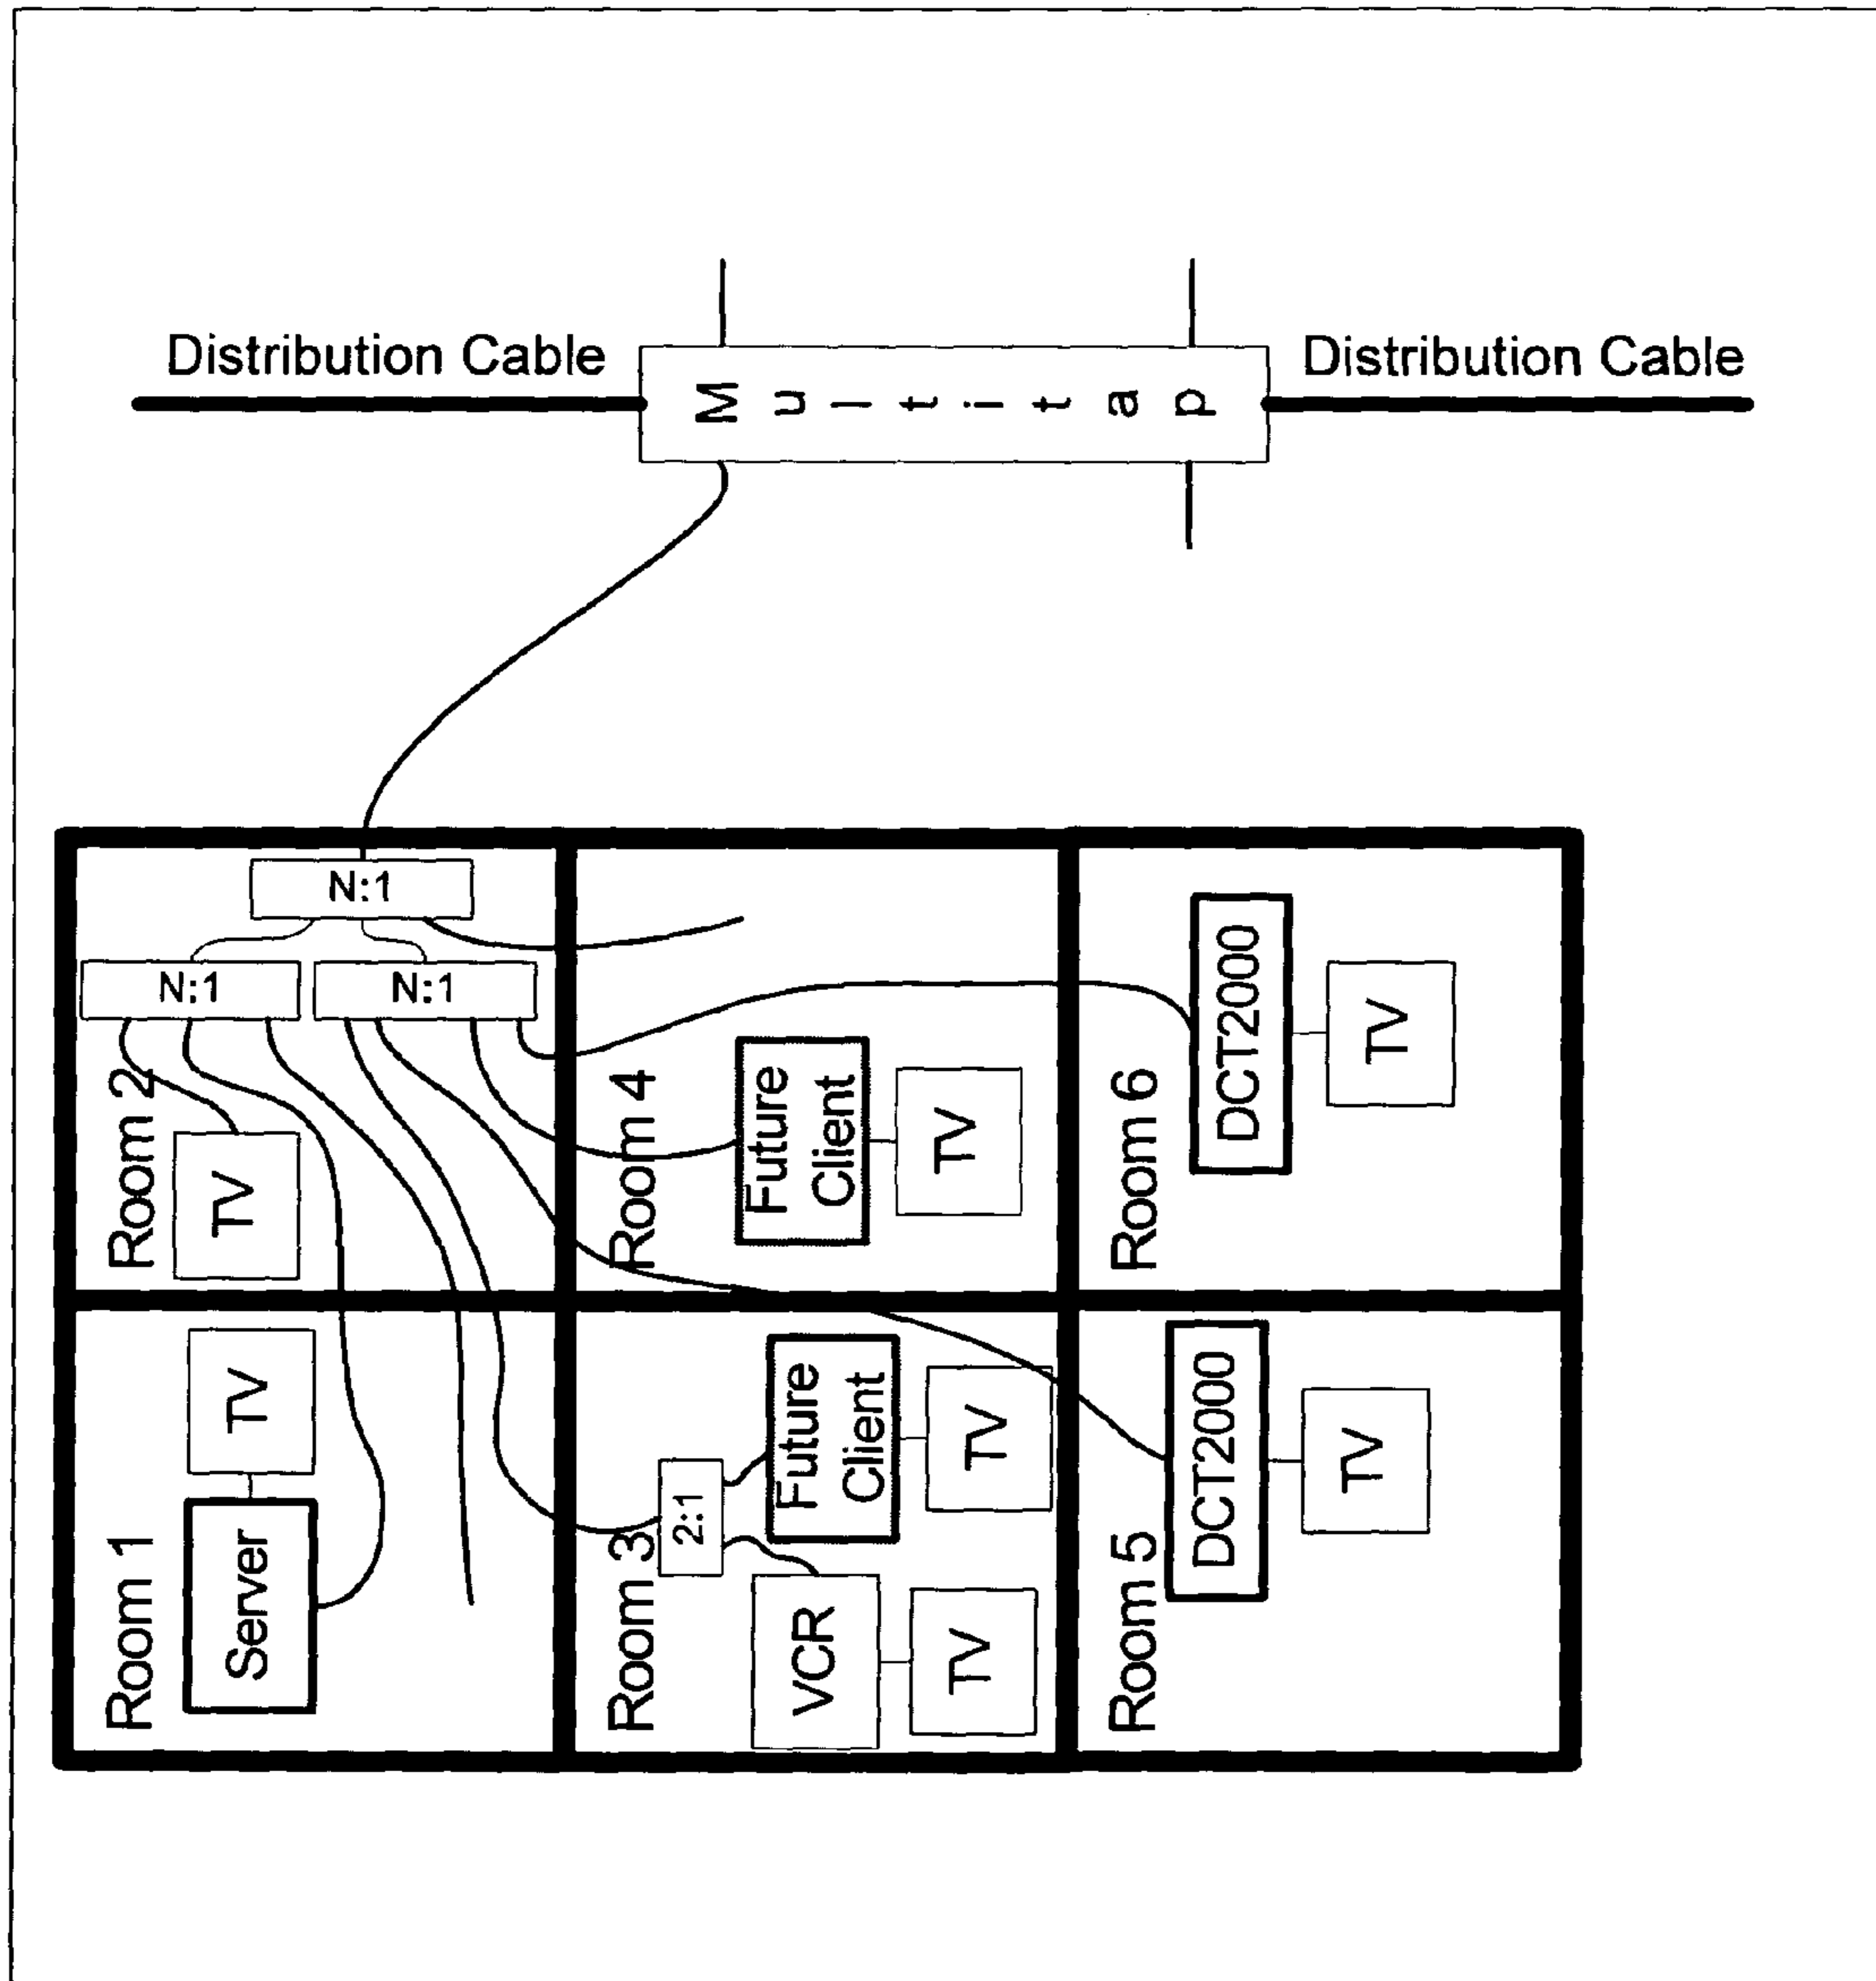 Distribution Cable
Multitap
Distribution Cable
Room 1
Server
TV
Room 2
TV
N:1
N:1
N:1
Room 3
VCR
TV
2:1
Future
Client
TV
Room 4
Future
Client
TV
Room 5
DCT2000
TV
Room 6
DCT2000
TV